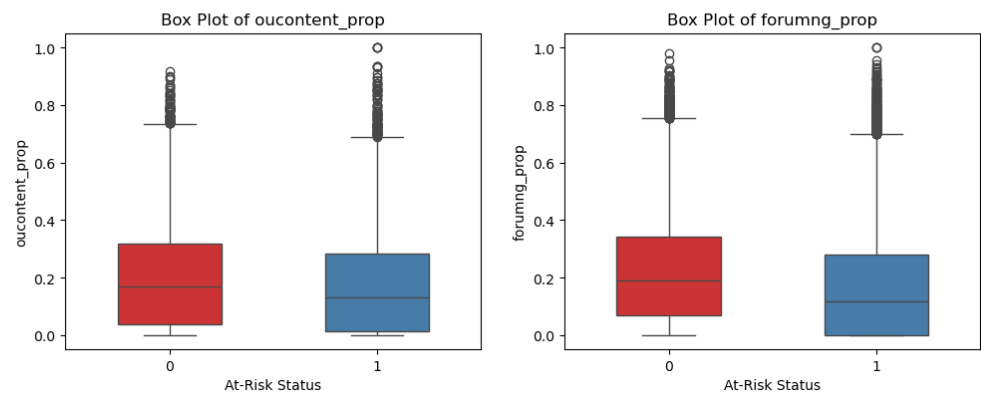 Box Plot of oucontent_prop
1.0
0.8
0.6
0.4
0.2
0.0
oucontent_prop
0
1
At-Risk Status
Box Plot of forumng_prop
1.0
0.8
0.6
0.4
0.2
0.0
forumng_prop
0
1
At-Risk Status